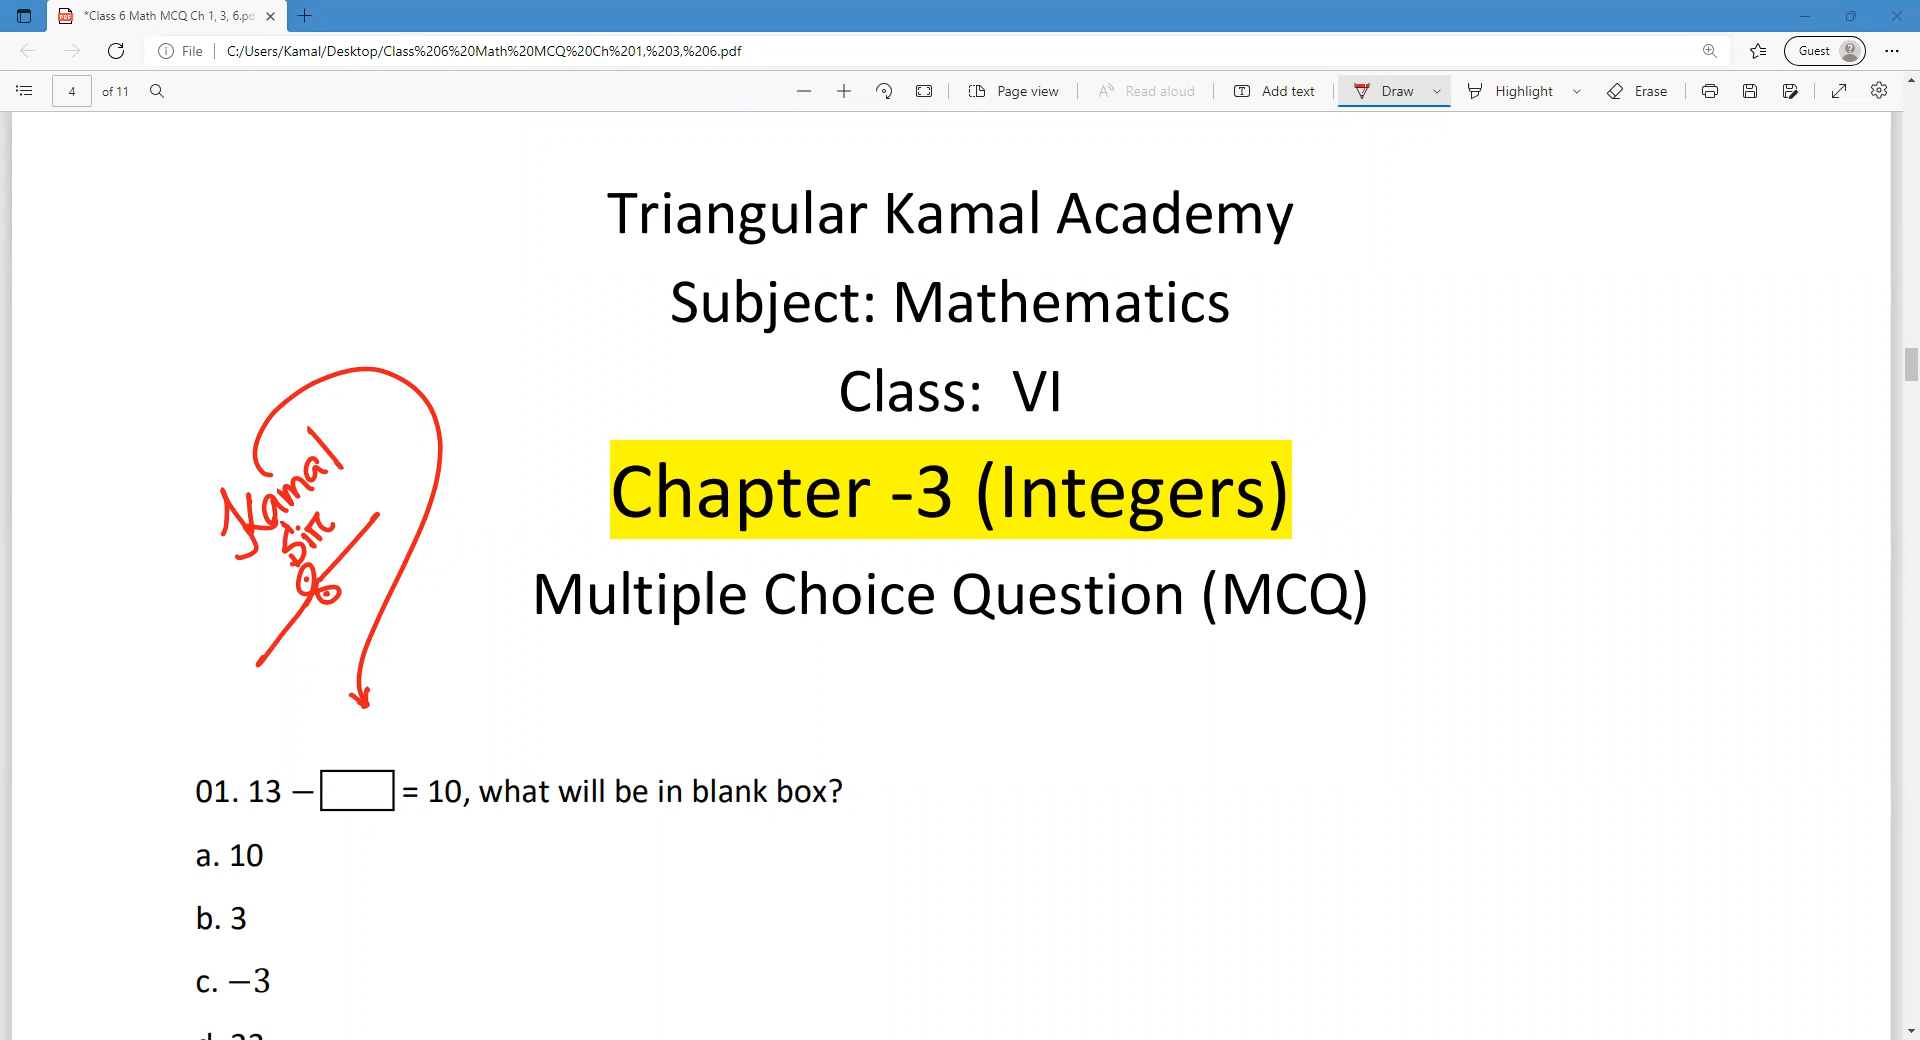 *Class 6 Math MCQ Ch 1, 3, 6.pd
File
C:/Users/Kamal/Desktop/Class%206%20Math%20MCQ%20Ch%201,%203,%206.pdf
Guest
4 of 11
Page view
Read aloud
Add text
Draw
Highlight
Erase
Triangular Kamal Academy
Subject: Mathematics
Class: VI
Chapter -3 (Integers)
Multiple Choice Question (MCQ)
Kamal
Sir
01. 13 − = 10, what will be in blank box?
a. 10
b. 3
c. −3